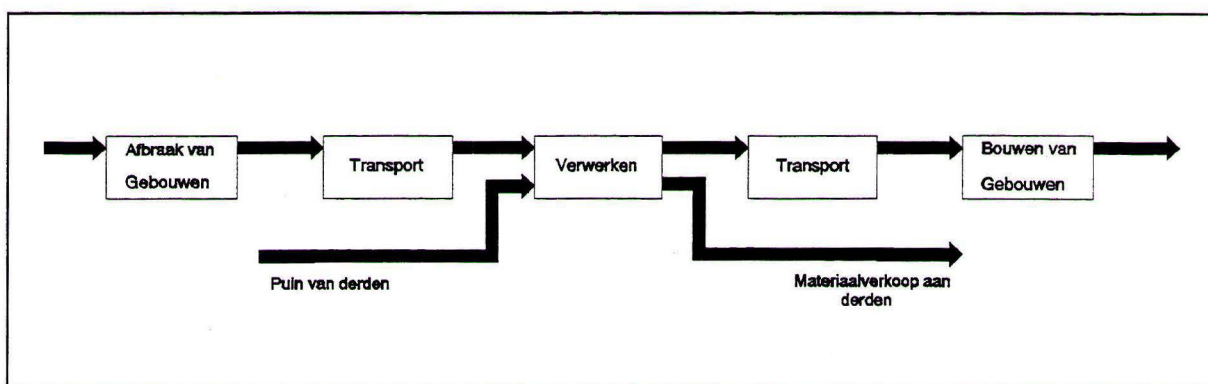 Afbraak van
Gebouwen
Transport
Verwerken
Transport
Bouwen van
Gebouwen
Puin van derden
Materiaalverkoop aan
derden